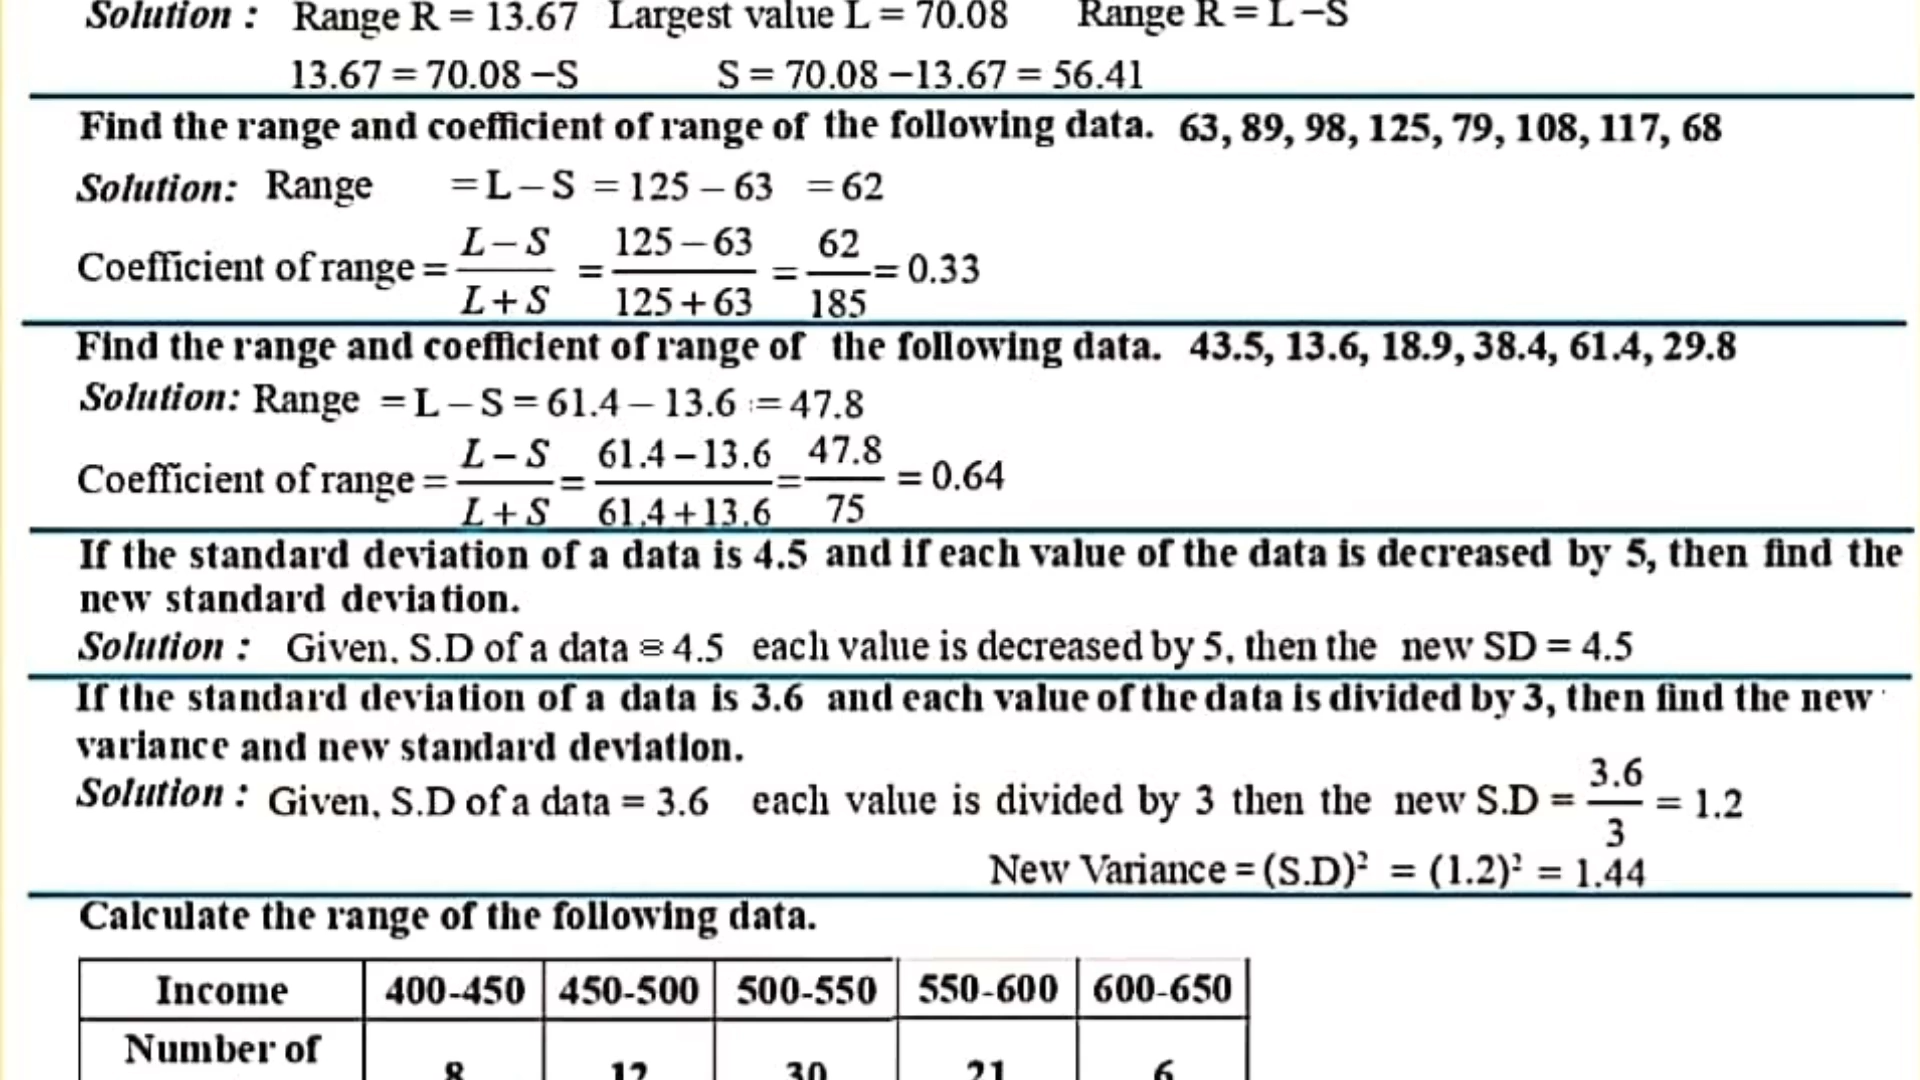 Solution : Range R = 13.67 Largest value L = 70.08 Range R = L – S
13.67 = 70.08 – S S = 70.08 – 13.67 = 56.41
Find the range and coefficient of range of the following data. 63, 89, 98, 125, 79, 108, 117, 68
Solution: Range = L – S = 125 – 63 = 62
Coefficient of range = (L – S)/(L + S) = (125 – 63)/(125 + 63) = 62/185 = 0.33
Find the range and coefficient of range of the following data. 43.5, 13.6, 18.9, 38.4, 61.4, 29.8
Solution: Range = L – S = 61.4 – 13.6 := 47.8
Coefficient of range = (L – S)/(L + S) = (61.4 – 13.6)/(61.4 + 13.6) = 47.8/75 = 0.64
If the standard deviation of a data is 4.5 and if each value of the data is decreased by 5, then find the
new standard deviation.
Solution : Given, S.D of a data = 4.5 each value is decreased by 5, then the new SD = 4.5
If the standard deviation of a data is 3.6 and each value of the data is divided by 3, then find the new
variance and new standard deviation.
Solution : Given, S.D of a data = 3.6 each value is divided by 3 then the new S.D = 3.6/3 = 1.2
New Variance = (S.D)² = (1.2)² = 1.44
Calculate the range of the following data.
Income 400-450 450-500 500-550 550-600 600-650
Number of 8 12 30 21 6